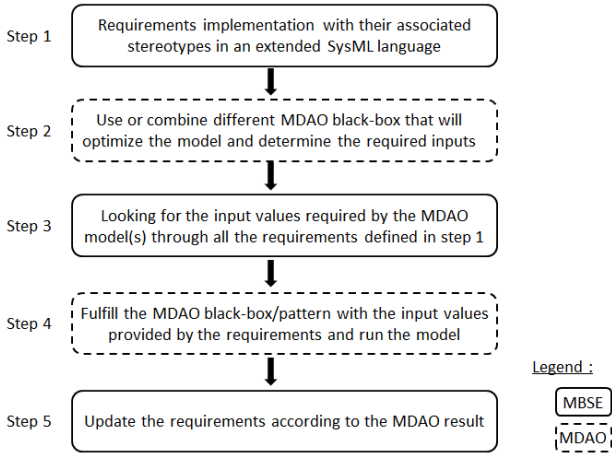 Step 1
Requirements implementation with their associated
stereotypes in an extended SysML language
Step 2
Use or combine different MDAO black-box that will
optimize the model and determine the required inputs
Step 3
Looking for the input values required by the MDAO
model(s) through all the requirements defined in step 1
Step 4
Fulfill the MDAO black-box/pattern with the input values
provided by the requirements and run the model
Step 5
Update the requirements according to the MDAO result
Legend :
MBSE
MDAO